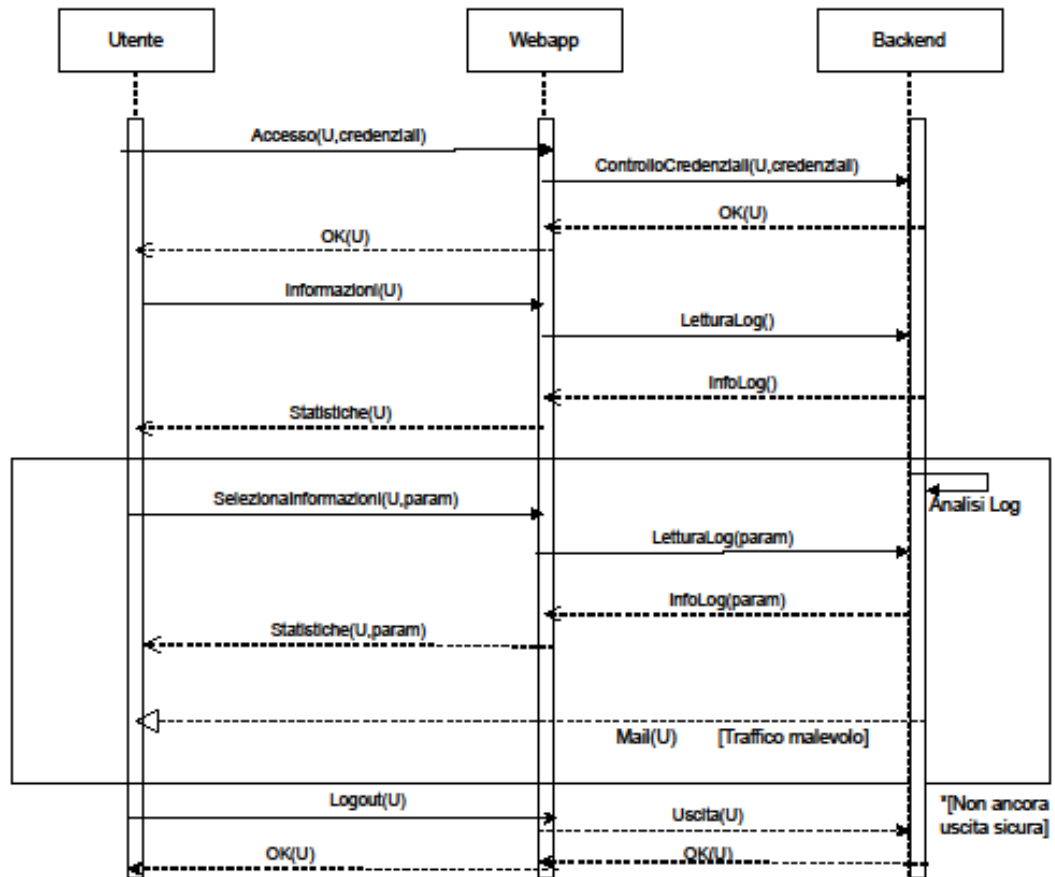 Utente
Webapp
Backend
Accesso(U,credenziali)
ControlloCredenziali(U,credenziali)
OK(U)
OK(U)
Informazioni(U)
LetturaLog()
InfoLog()
Statistiche(U)
SelezionaInformazioni(U,param)
Analisi Log
LetturaLog(param)
InfoLog(param)
Statistiche(U,param)
Mail(U) [Traffico malevolo]
Logout(U)
*[Non ancora
uscita sicura]
Uscita(U)
OK(U)
OK(U)